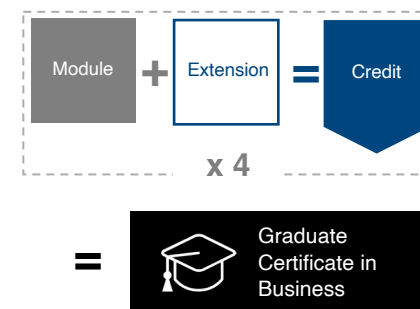 Module + Extension = Credit
x 4
= Graduate
Certificate in
Business